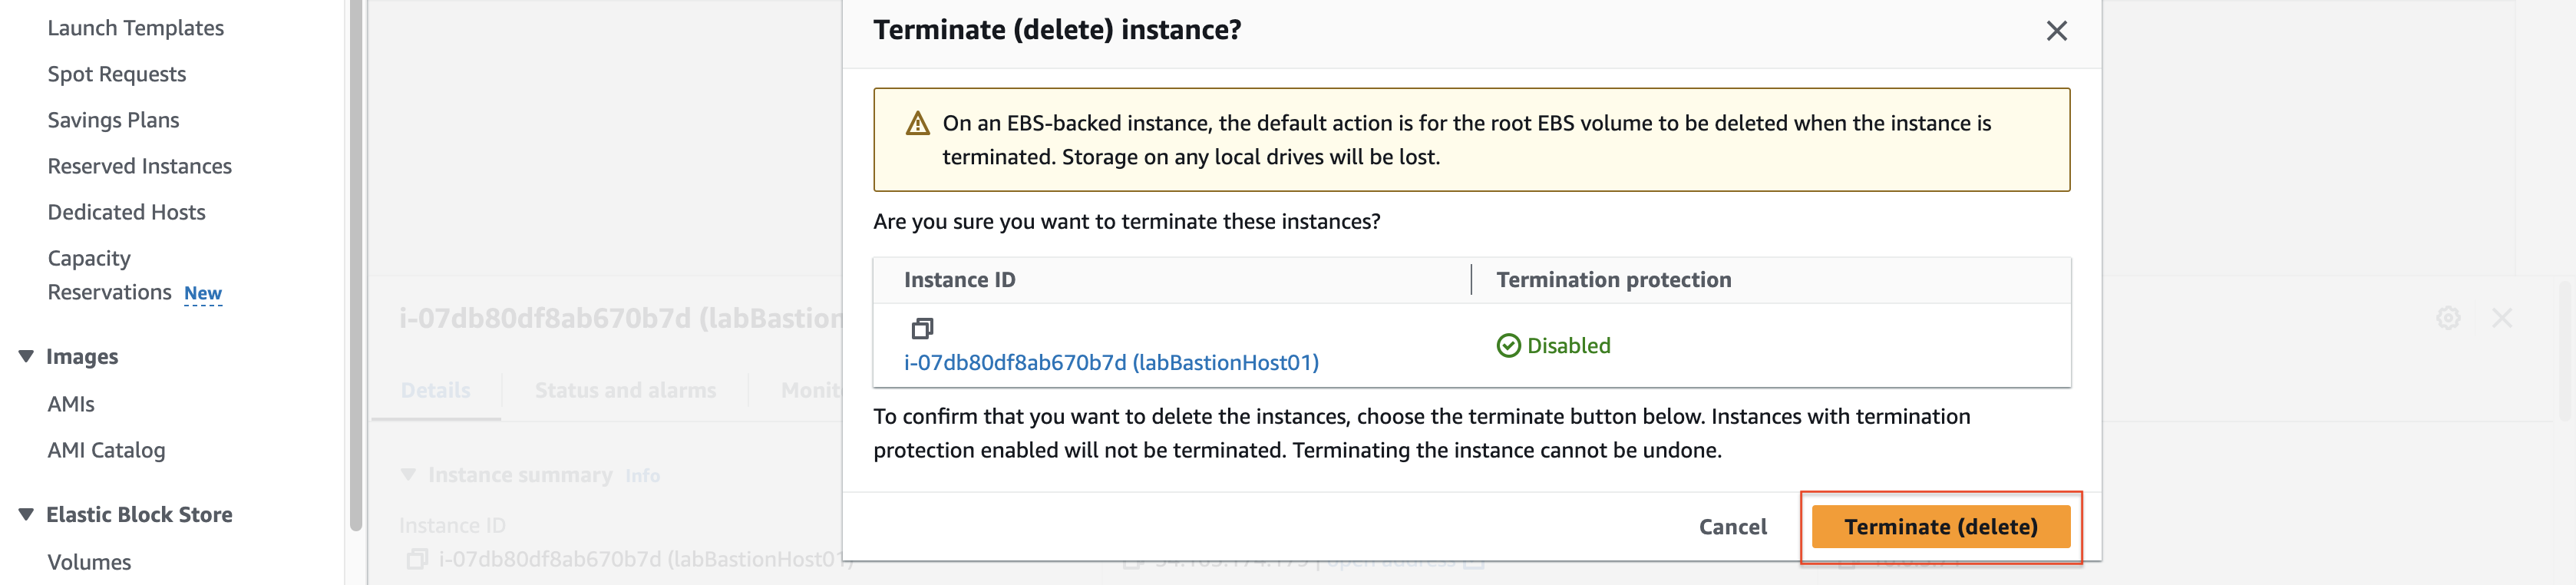 Launch Templates
Spot Requests
Savings Plans
Reserved Instances
Dedicated Hosts
Capacity
Reservations New
Images
AMIs
AMI Catalog
Elastic Block Store
Volumes
i-07db80df8ab670b7d (labBastion
Details
Status and alarms
Instance summary Info
Instance ID
i-07db80df8ab670b7d (labBastionHost01)
Terminate (delete) instance?
On an EBS-backed instance, the default action is for the root EBS volume to be deleted when the instance is
terminated. Storage on any local drives will be lost.
Are you sure you want to terminate these instances?
Instance ID Termination protection
i-07db80df8ab670b7d (labBastionHost01) Disabled
To confirm that you want to delete the instances, choose the terminate button below. Instances with termination
protection enabled will not be terminated. Terminating the instance cannot be undone.
Cancel Terminate (delete)